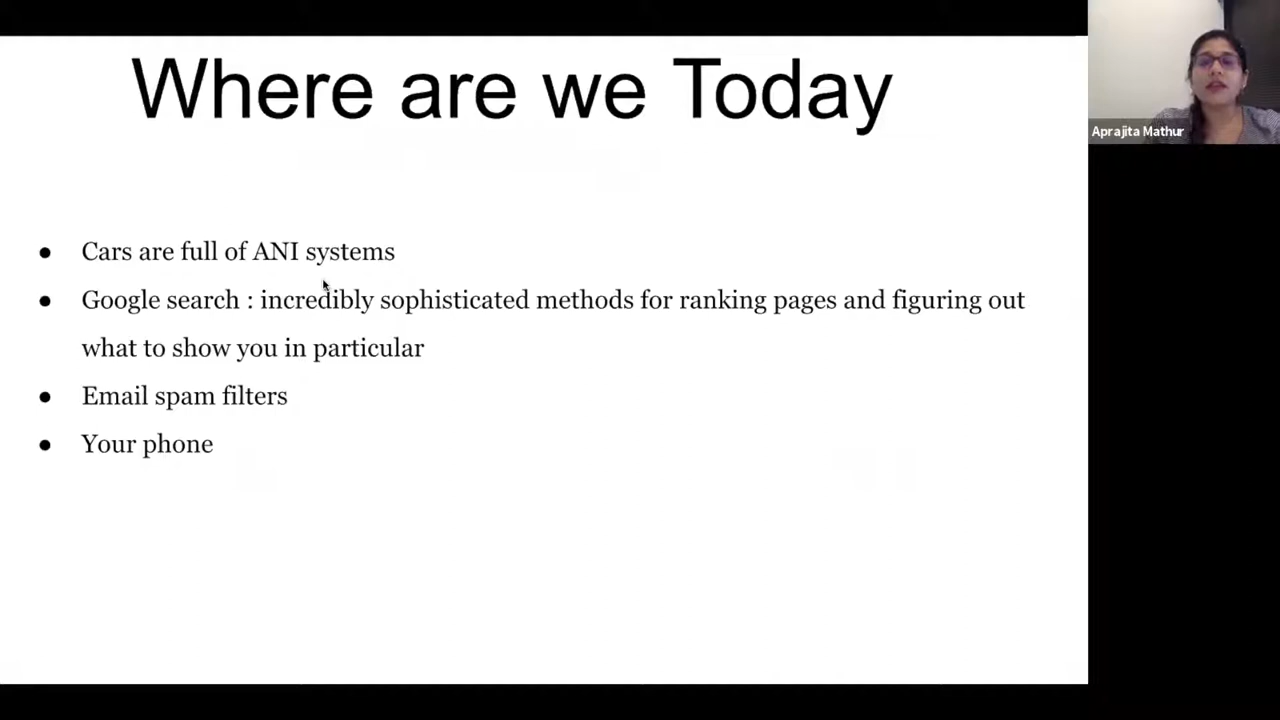 Where are we Today
Aprajita Mathur
● Cars are full of ANI systems
● Google search : incredibly sophisticated methods for ranking pages and figuring out
what to show you in particular
● Email spam filters
● Your phone